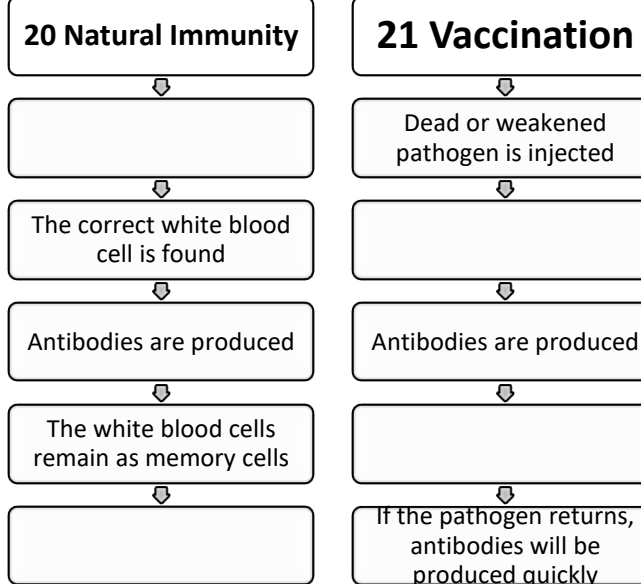 20 Natural Immunity
The correct white blood
cell is found
Antibodies are produced
The white blood cells
remain as memory cells
21 Vaccination
Dead or weakened
pathogen is injected
Antibodies are produced
If the pathogen returns,
antibodies will be
produced quickly